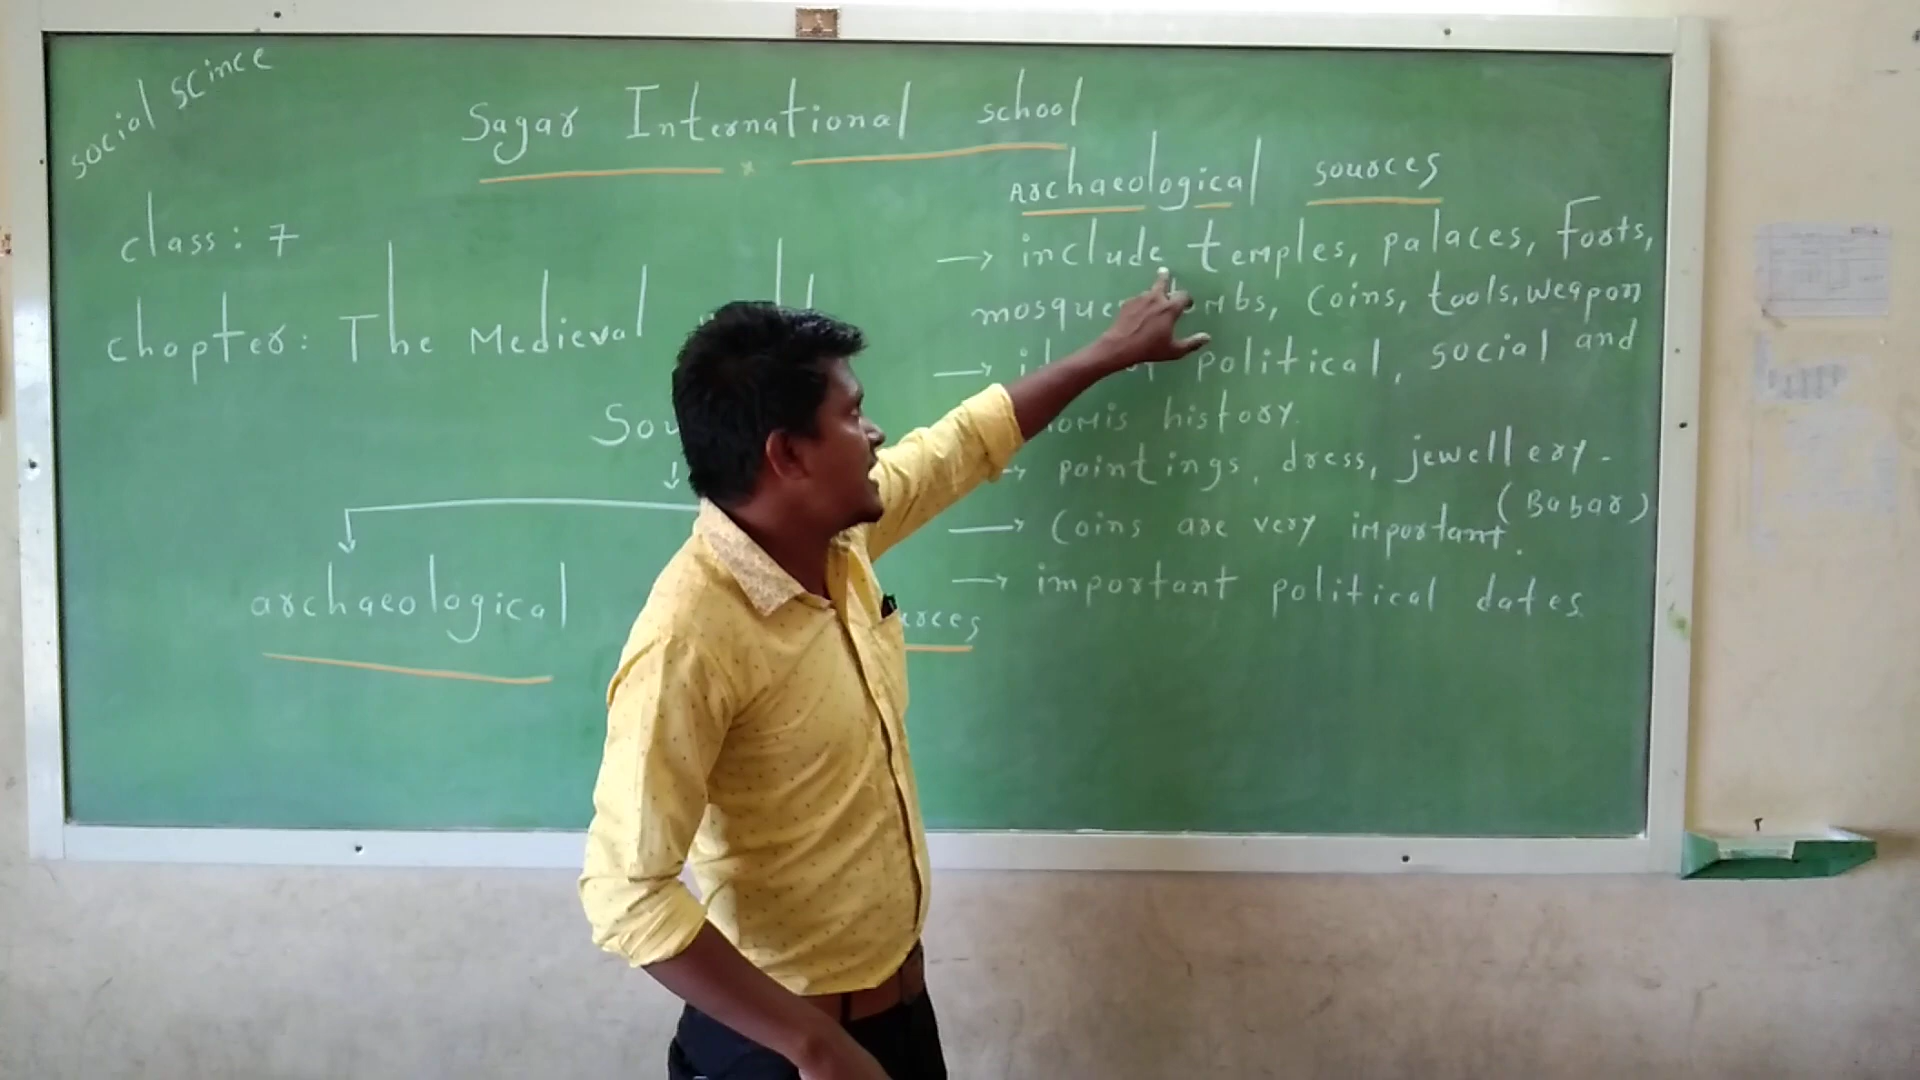 social scince
Sagar International school
class: 7
chapter: The Medieval
archaeological
Archaeological sources
→ include temples, palaces, Forts,
mosque tombs, coins, tools, weapon
→ political, social and
history.
→ paintings, dress, jewellery -
(Babar)
→ coins are very important.
→ important political dates